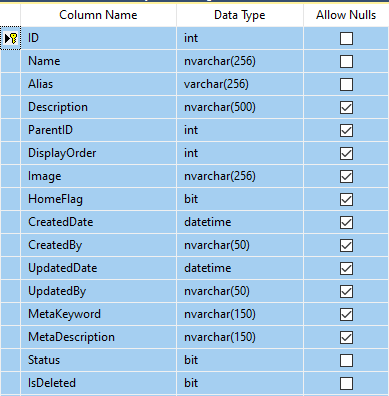 Column Name Data Type Allow Nulls
ID int
Name nvarchar(256)
Alias varchar(256)
Description nvarchar(500)
ParentID int
DisplayOrder int
Image nvarchar(256)
HomeFlag bit
CreatedDate datetime
CreatedBy nvarchar(50)
UpdatedDate datetime
UpdatedBy nvarchar(50)
MetaKeyword nvarchar(150)
MetaDescription nvarchar(150)
Status bit
IsDeleted bit